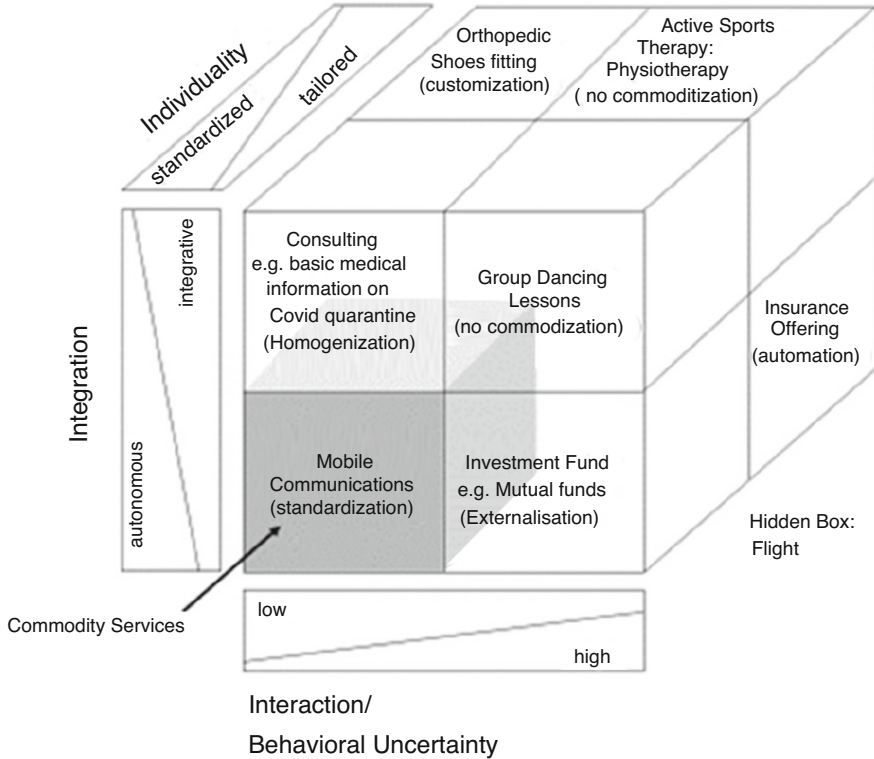 Individuality
standardized
tailored
Orthopedic
Shoes fitting
(customization)
Active Sports
Therapy:
Physiotherapy
( no commoditization)
Integration
integrative
autonomous
Consulting
e.g. basic medical
information on
Covid quarantine
(Homogenization)
Group Dancing
Lessons
(no commodization)
Insurance
Offering
(automation)
Mobile
Communications
(standardization)
Investment Fund
e.g. Mutual funds
(Externalisation)
Hidden Box:
Flight
Commodity Services
low
high
Interaction/
Behavioral Uncertainty